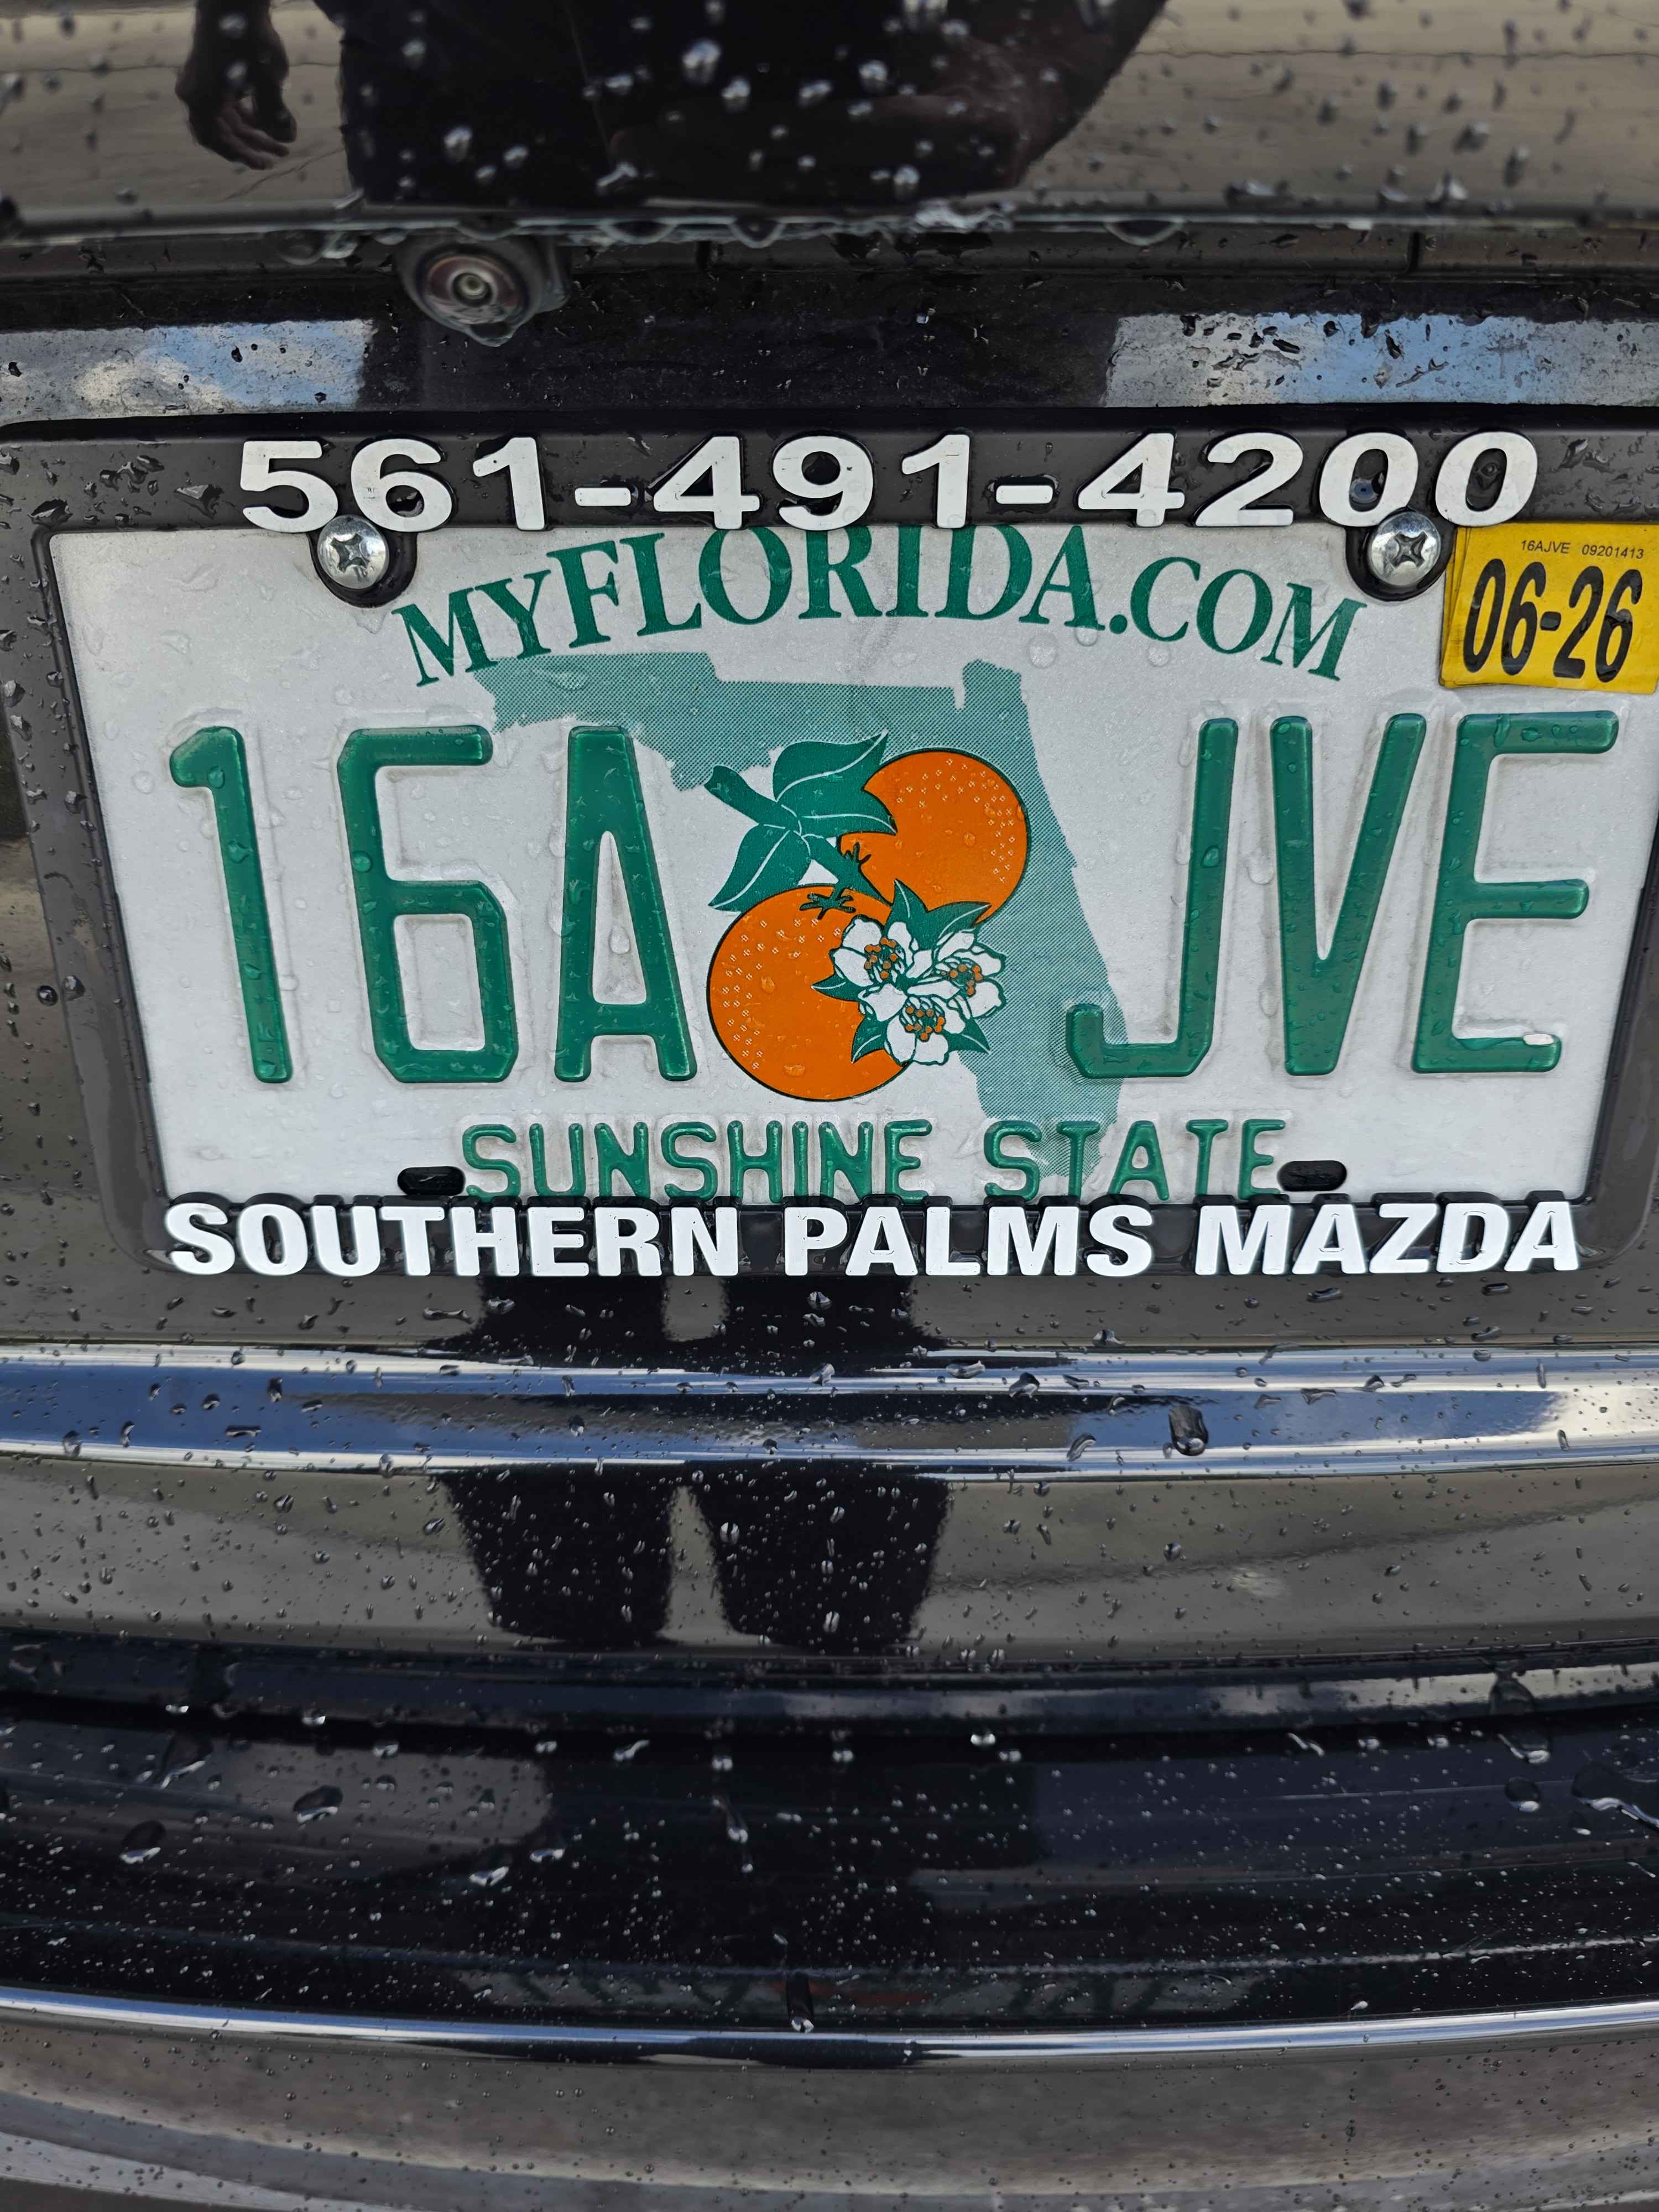 561-491-4200
MYFLORIDA.COM
16AJVE 09201413
06-26
16A JVE
SUNSHINE STATE
SOUTHERN PALMS MAZDA